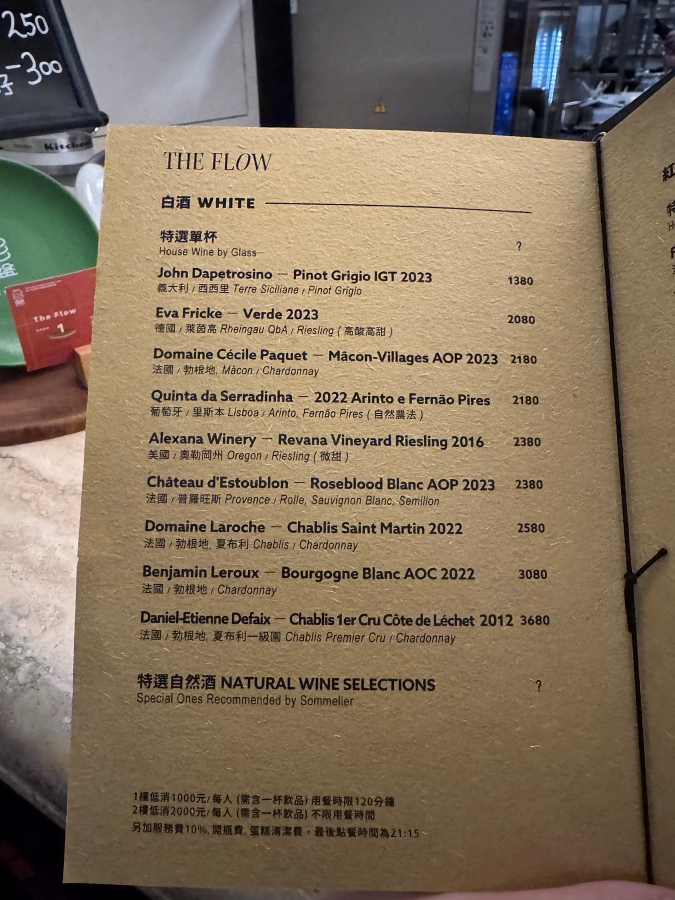 250
300
Kitchen
The Flow
1
THE FLOW
白酒 WHITE
特選單杯 ?
House Wine by Glass
John Dapetrosino — Pinot Grigio IGT 2023 1380
義大利 / 西西里 Terre Siciliane / Pinot Grigio
Eva Fricke — Verde 2023 2080
德國 / 萊茵高 Rheingau QbA / Riesling ( 高酸高甜 )
Domaine Cécile Paquet — Mâcon-Villages AOP 2023 2180
法國 / 勃根地, Mâcon / Chardonnay
Quinta da Serradinha — 2022 Arinto e Fernão Pires 2180
葡萄牙 / 里斯本 Lisboa / Arinto, Fernão Pires ( 自然農法 )
Alexana Winery — Revana Vineyard Riesling 2016 2380
美國 / 奧勒岡州 Oregon / Riesling ( 微甜 )
Château d'Estoublon — Roseblood Blanc AOP 2023 2380
法國 / 普羅旺斯 Provence / Rolle, Sauvignon Blanc, Semillon
Domaine Laroche — Chablis Saint Martin 2022 2580
法國 / 勃根地, 夏布利 Chablis / Chardonnay
Benjamin Leroux — Bourgogne Blanc AOC 2022 3080
法國 / 勃根地 / Chardonnay
Daniel-Etienne Defaix — Chablis 1er Cru Côte de Léchet 2012 3680
法國 / 勃根地, 夏布利一級園 Chablis Premier Cru / Chardonnay
特選自然酒 NATURAL WINE SELECTIONS ?
Special Ones Recommended by Sommelier
1樓低消1000元/每人 (需含一杯飲品) 用餐時限120分鐘
2樓低消2000元/每人 (需含一杯飲品) 不限用餐時間
另加服務費10%, 開瓶費, 蛋糕清潔費，最後點餐時間為21:15
紅